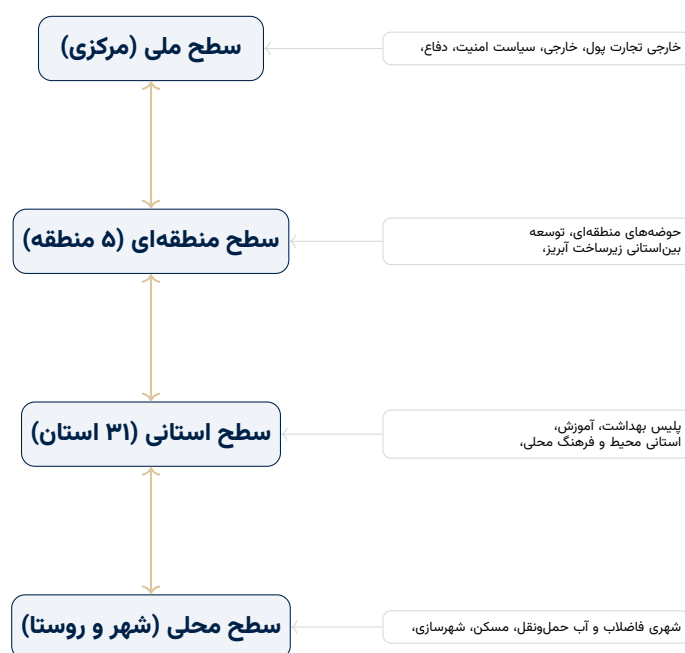 سطح ملی (مرکزی)
خارجی تجارت پول، خارجی، سیاست امنیت، دفاع،
سطح منطقه‌ای (۵ منطقه)
حوضه‌های منطقه‌ای، توسعه
بین‌استانی زیرساخت آبریز،
سطح استانی (۳۱ استان)
پلیس بهداشت، آموزش،
استانی محیط و فرهنگ محلی،
سطح محلی (شهر و روستا)
شهری فاضلاب و آب حمل‌ونقل، مسکن، شهرسازی،